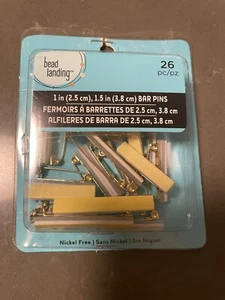 bead
landing™
26
pc/pz
1 in (2.5 cm), 1.5 in (3.8 cm) BAR PINS
FERMOIRS À BARRETTES DE 2.5 cm, 3.8 cm
ALFILERES DE BARRA DE 2.5 cm, 3.8 cm
Nickel Free | Sans Nickel | Sin Níquel